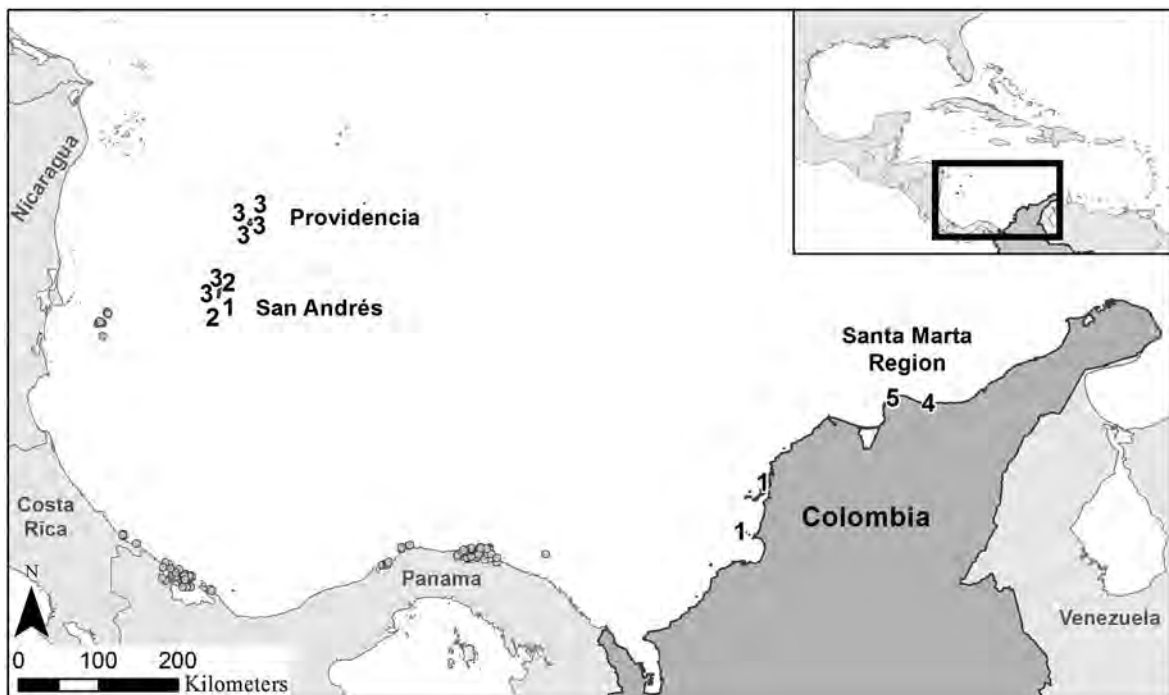 Nicaragua
3 3
3 3
3
Providencia
3 2
3
1
2
San Andrés
Santa Marta
Region
5 4
1
1
Colombia
Costa
Rica
Panama
Venezuela
N
0 100 200
Kilometers